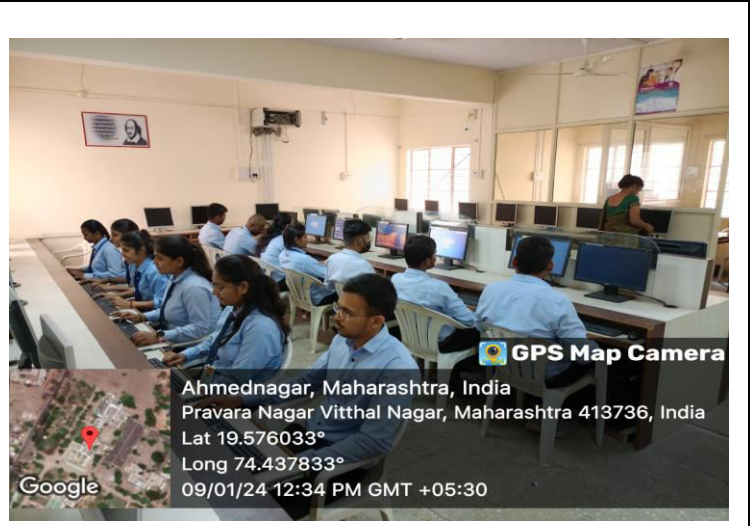 GPS Map Camera
Ahmednagar, Maharashtra, India
Pravara Nagar Vitthal Nagar, Maharashtra 413736, India
Lat 19.576033°
Long 74.437833°
09/01/24 12:34 PM GMT +05:30
Google